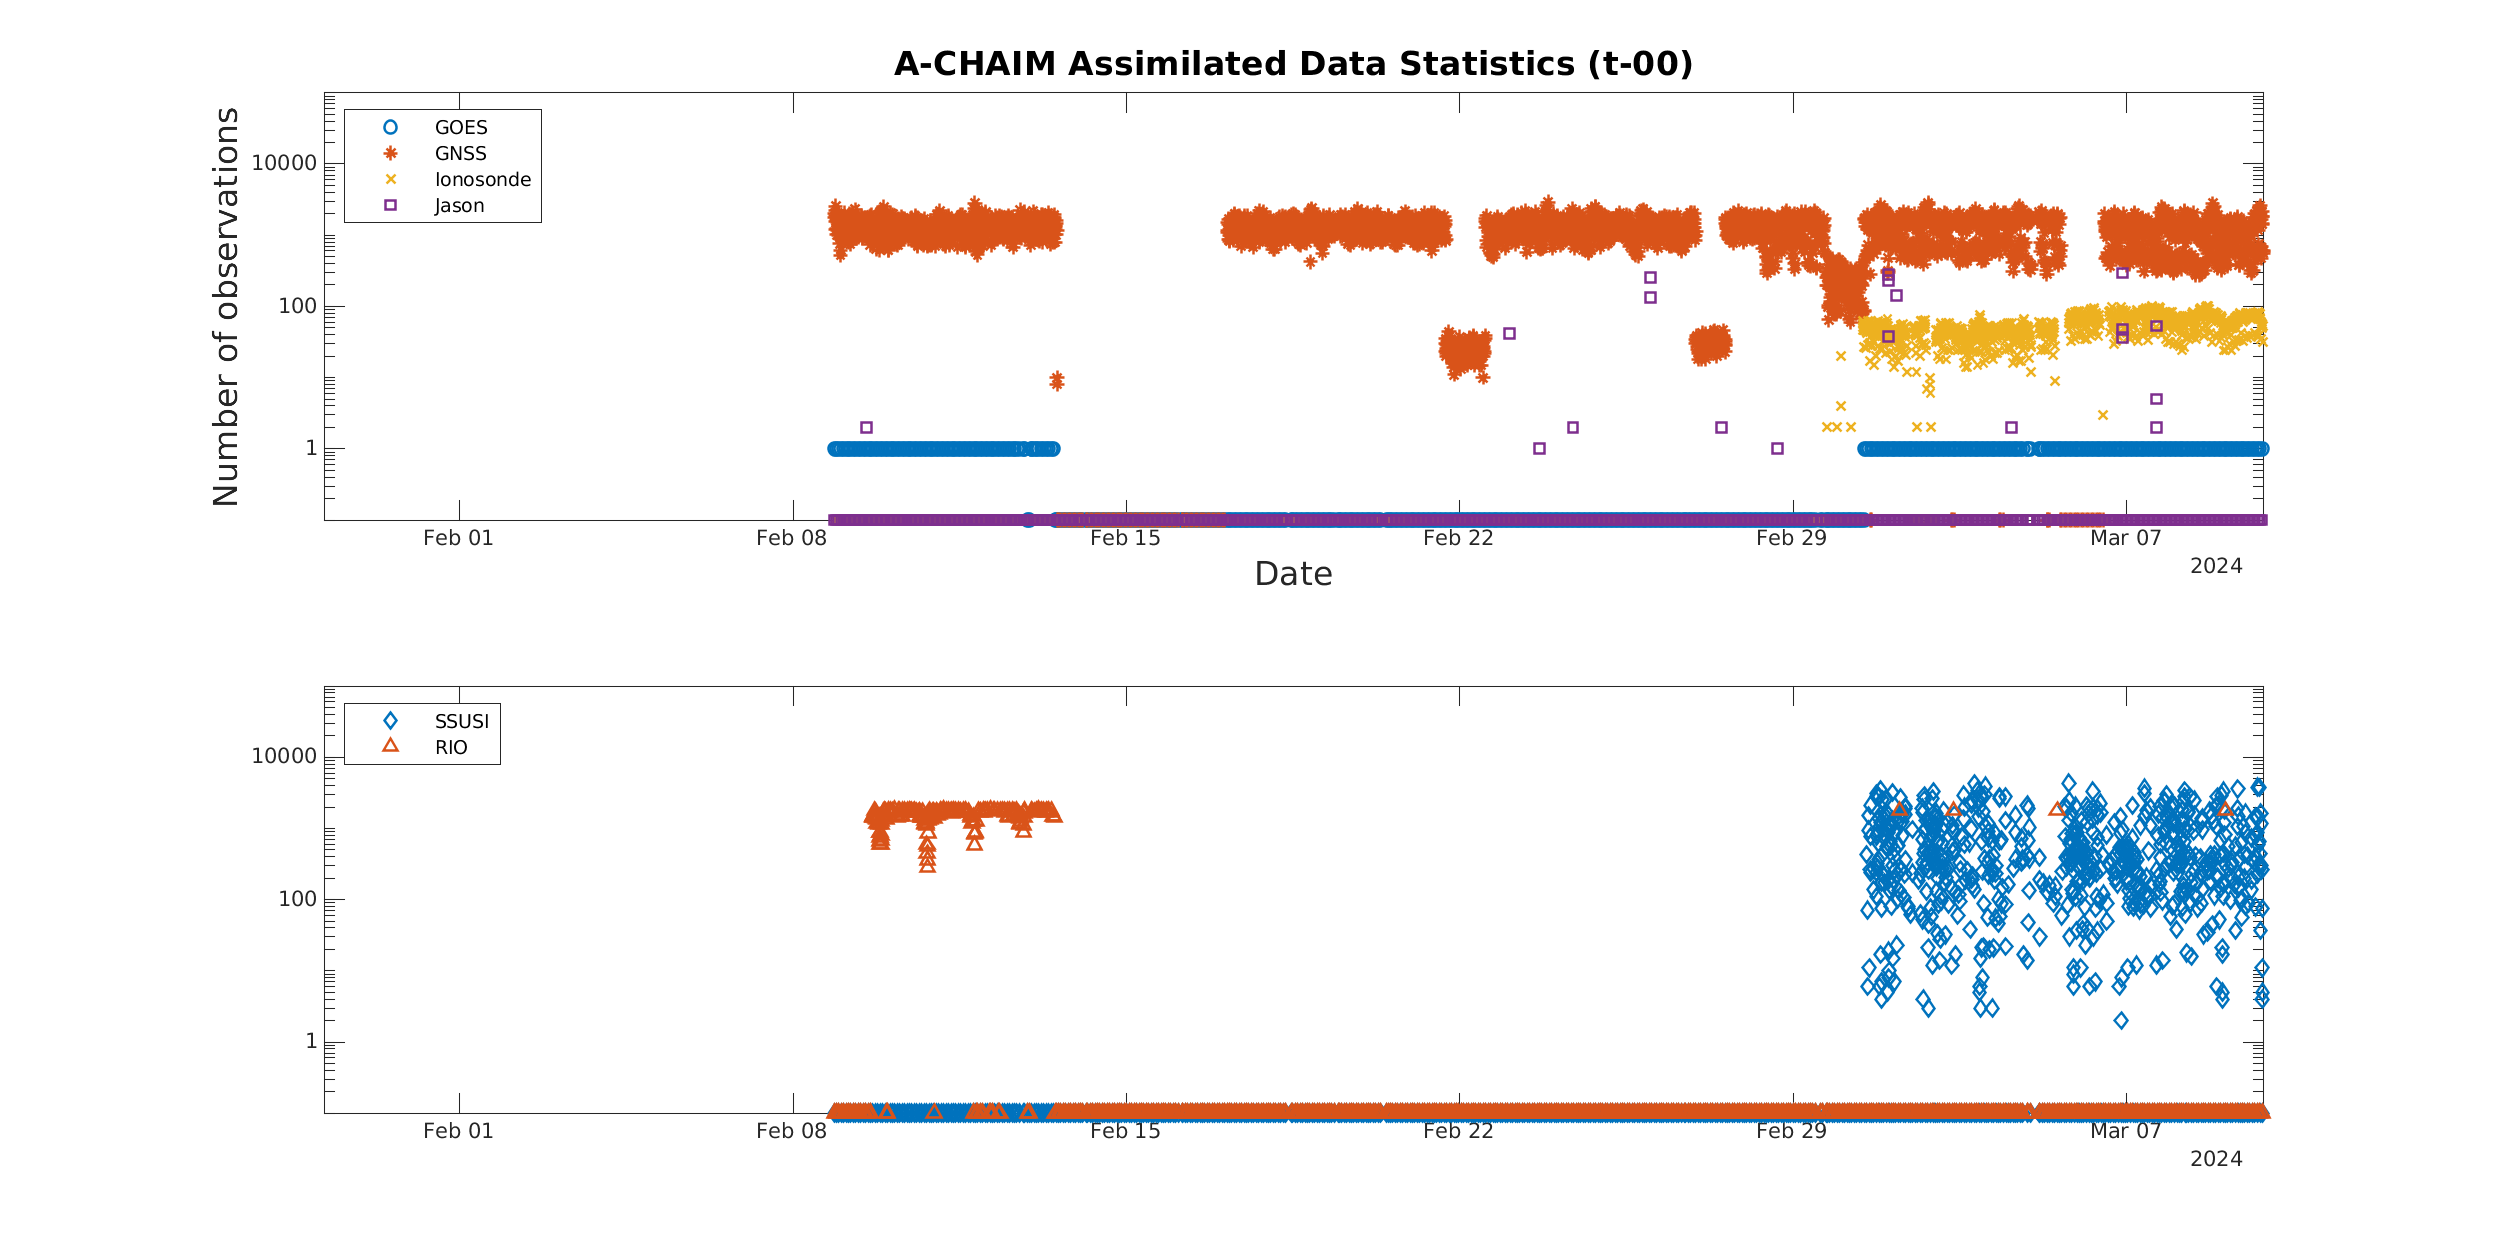 A-CHAIM Assimilated Data Statistics (t-00)
Number of observations
GOES
GNSS
Ionosonde
Jason
10000
100
1
Feb 01
Feb 08
Feb 15
Feb 22
Feb 29
Mar 07
2024
Date
SSUSI
RIO
10000
100
1
Feb 01
Feb 08
Feb 15
Feb 22
Feb 29
Mar 07
2024